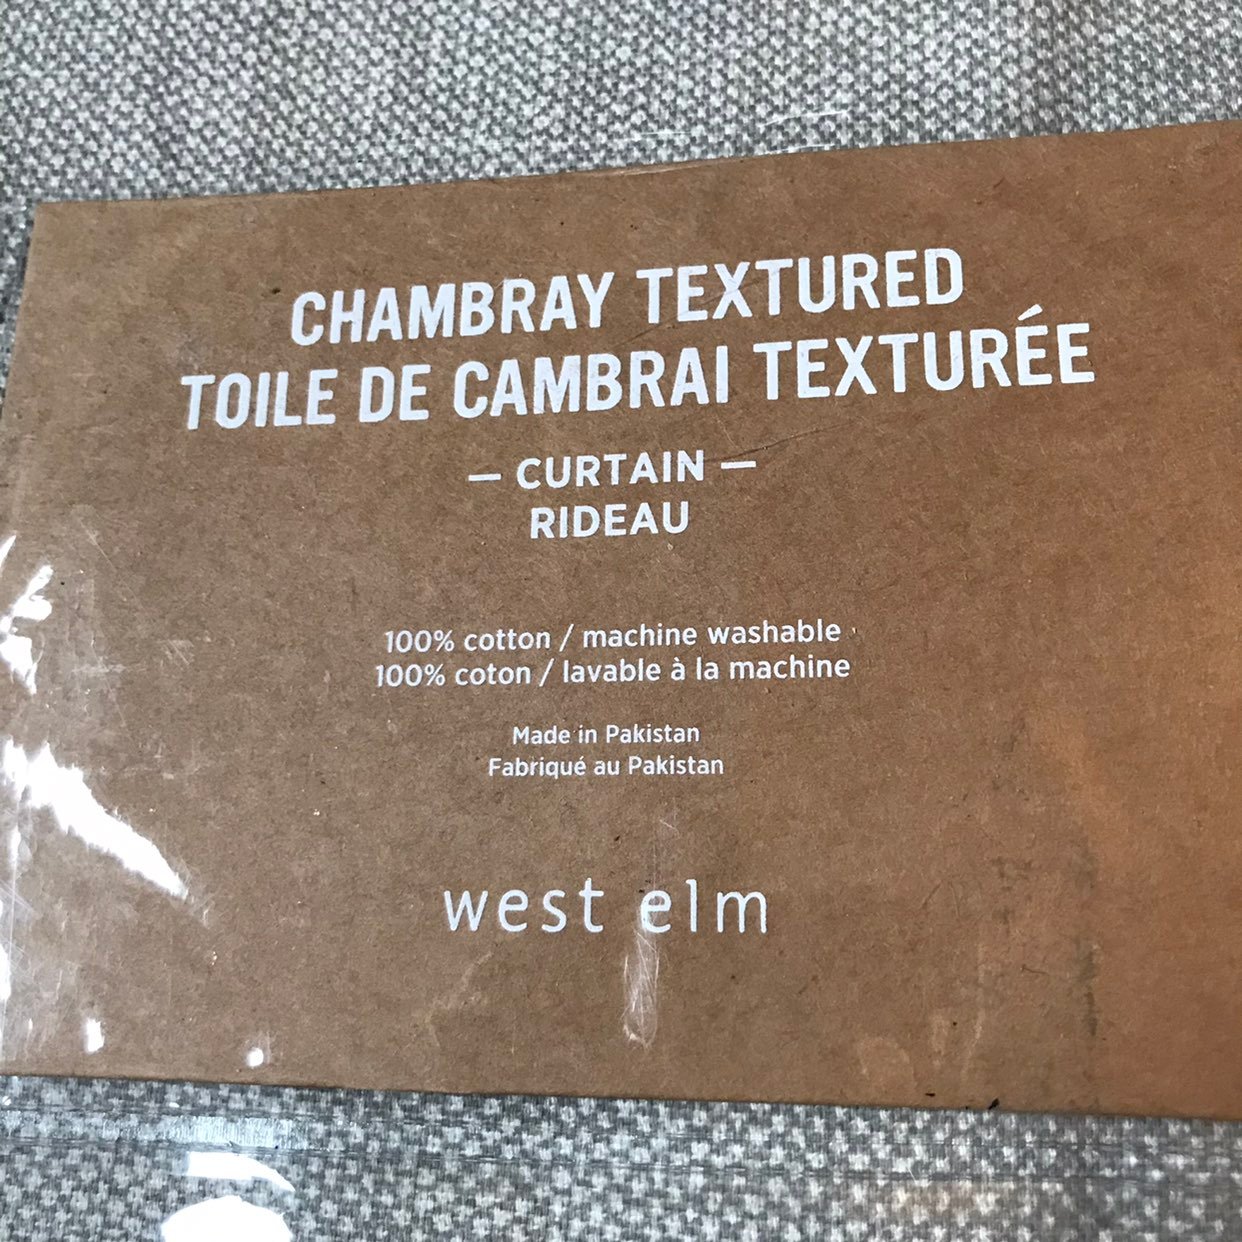 CHAMBRAY TEXTURED
TOILE DE CAMBRAI TEXTURÉE
— CURTAIN —
RIDEAU
100% cotton / machine washable
100% coton / lavable à la machine
Made in Pakistan
Fabriqué au Pakistan
west elm